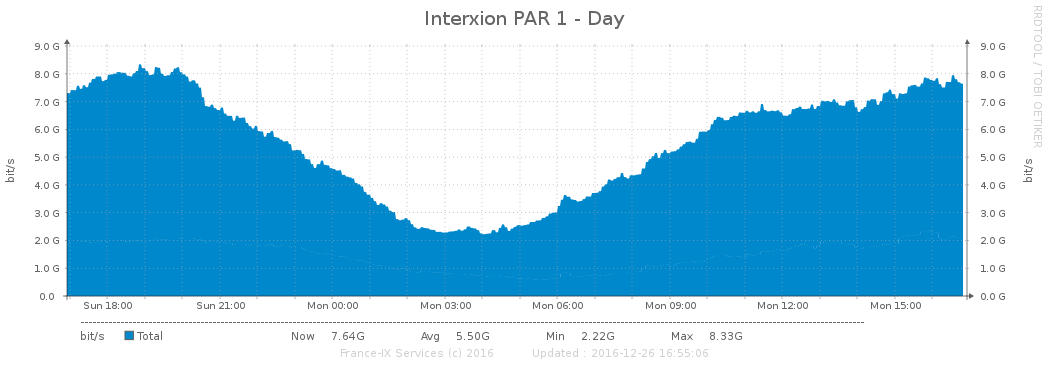 Interxion PAR 1 - Day
RRDTOOL / TOBI OETIKER
9.0 G 9.0 G
8.0 G 8.0 G
7.0 G 7.0 G
6.0 G 6.0 G
5.0 G 5.0 G
4.0 G 4.0 G
3.0 G 3.0 G
2.0 G 2.0 G
1.0 G 1.0 G
0.0 0.0 G
bit/s bit/s
Sun 18:00 Sun 21:00 Mon 00:00 Mon 03:00 Mon 06:00 Mon 09:00 Mon 12:00 Mon 15:00
bit/s Total Now 7.64G Avg 5.50G Min 2.22G Max 8.33G
France-IX Services (c) 2016 Updated : 2016-12-26 16:55:06